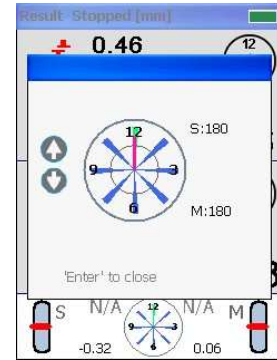 Result Stopped [mm]
0.46
12
12
S:180
9
3
6
M:180
'Enter' to close
S
N/A
12
N/A
M
9
3
6
-0.32
0.06